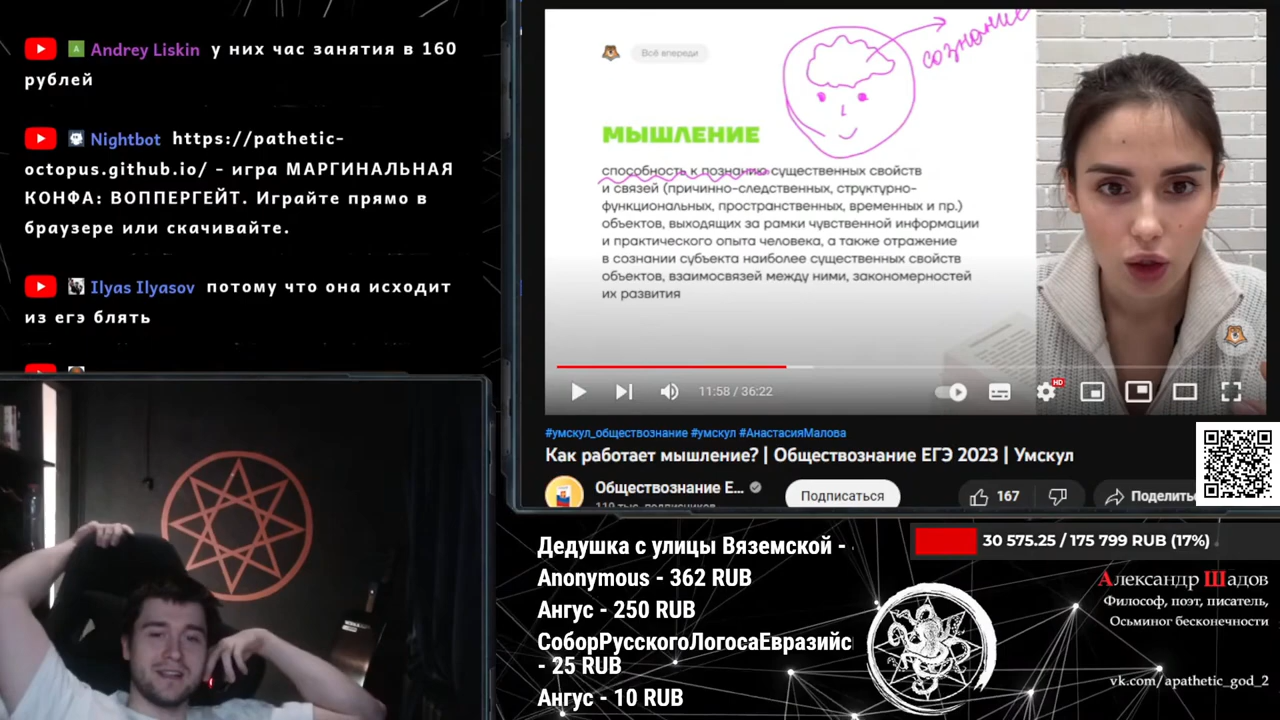 Andrey Liskin у них час занятия в 160
рублей
Nightbot https://pathetic-
octopus.github.io/ - игра МАРГИНАЛЬНАЯ
КОНФА: ВОППЕРГЕЙТ. Играйте прямо в
браузере или скачивайте.
Ilyas Ilyasov потому что она исходит
из егэ блять
Всё впереди
сознание
МЫШЛЕНИЕ
способность к познанию существенных свойств
и связей (причинно-следственных, структурно-
функциональных, пространственных, временных и пр.)
объектов, выходящих за рамки чувственной информации
и практического опыта человека, а также отражение
в сознании субъекта наиболее существенных свойств
объектов, взаимосвязей между ними, закономерностей
их развития
11:58 / 36:22
HD
#умскул_обществознание #умскул #АнастасияМалова
Как работает мышление? | Обществознание ЕГЭ 2023 | Умскул
Обществознание Е...
Подписаться
167
Поделить
30 575.25 / 175 799 RUB (17%)
Дедушка с улицы Вяземской -
Anonymous - 362 RUB
Ангус - 250 RUB
СоборРусскогоЛогосаЕвразийс
- 25 RUB
Ангус - 10 RUB
Александр Шадов
Философ, поэт, писатель,
Осьминог бесконечности
vk.com/apathetic_god_2